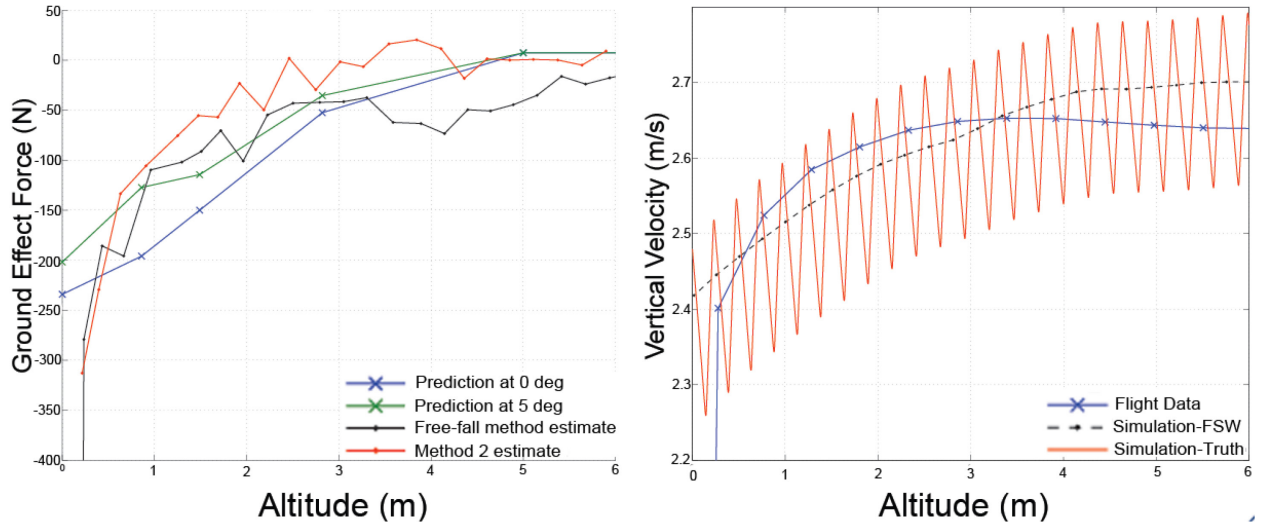 50
0
-50
-100
-150
-200
-250
-300
-350
-400
Ground Effect Force (N)
Prediction at 0 deg
Prediction at 5 deg
Free-fall method estimate
Method 2 estimate
0 1 2 3 4 5 6
Altitude (m)
2.7
2.6
2.5
2.4
2.3
2.2
Vertical Velocity (m/s)
Flight Data
Simulation-FSW
Simulation-Truth
0 1 2 3 4 5 6
Altitude (m)